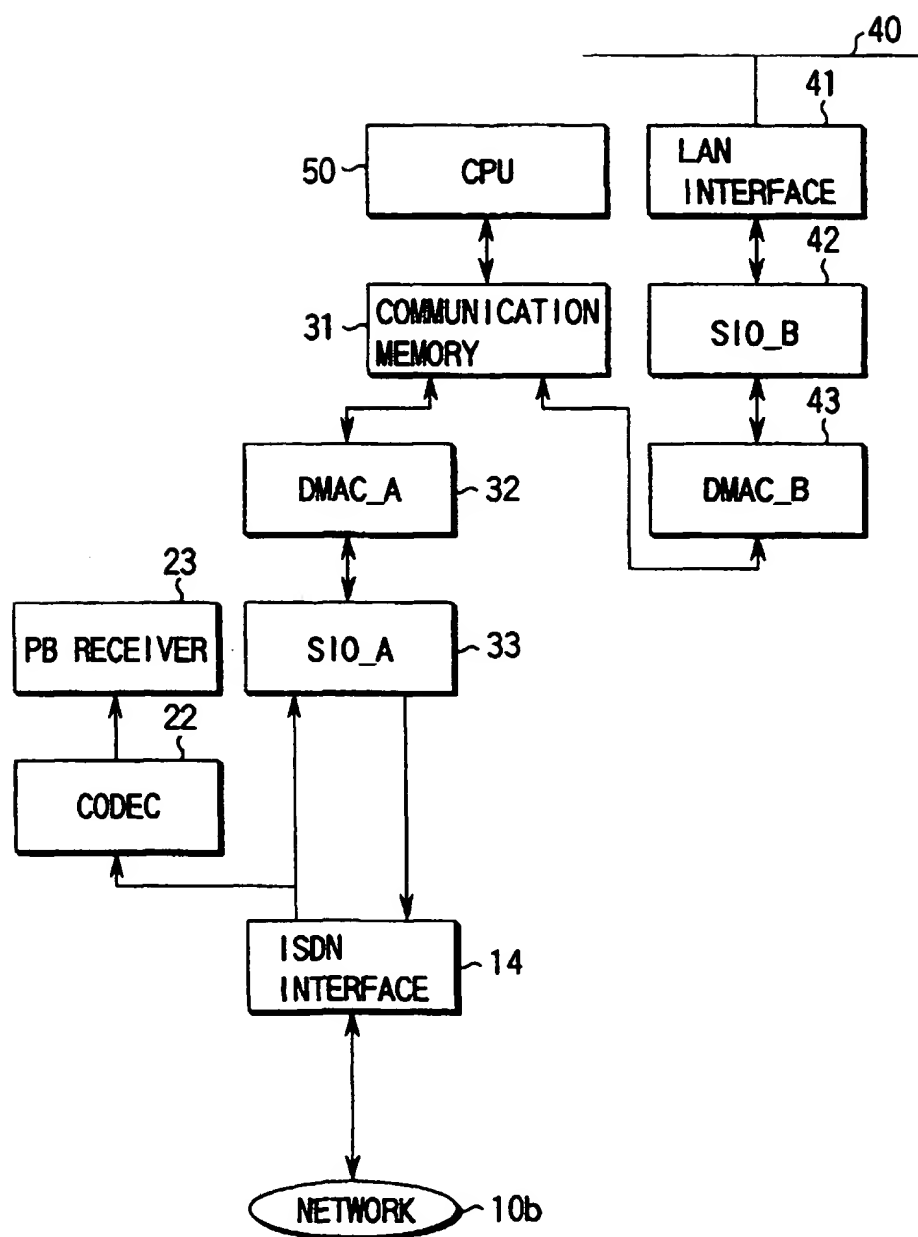 40
41
LAN
INTERFACE
50
CPU
42
31
COMMUNICATION
MEMORY
SIO_B
43
DMAC_A
32
DMAC_B
23
PB RECEIVER
SIO_A
33
22
CODEC
ISDN
INTERFACE
14
NETWORK
10b